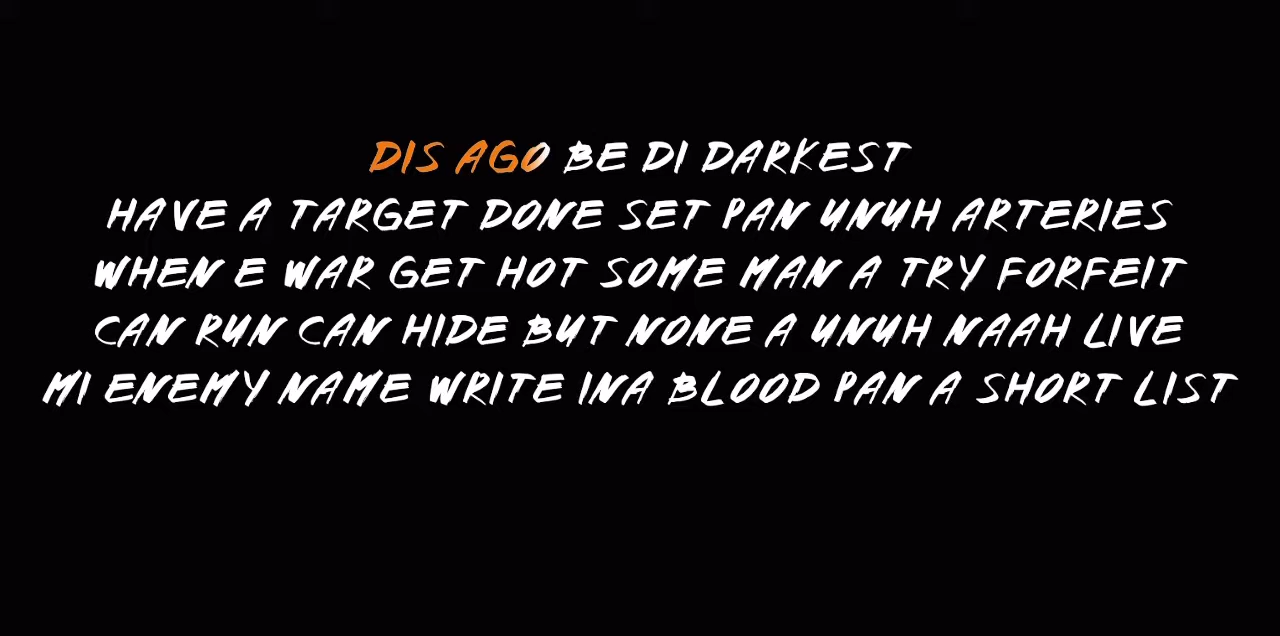 DIS AGO BE DI DARKEST
HAVE A TARGET DONE SET PAN UNUH ARTERIES
WHEN E WAR GET HOT SOME MAN A TRY FORFEIT
CAN RUN CAN HIDE BUT NONE A UNUH NAAH LIVE
MI ENEMY NAME WRITE INA BLOOD PAN A SHORT LIST